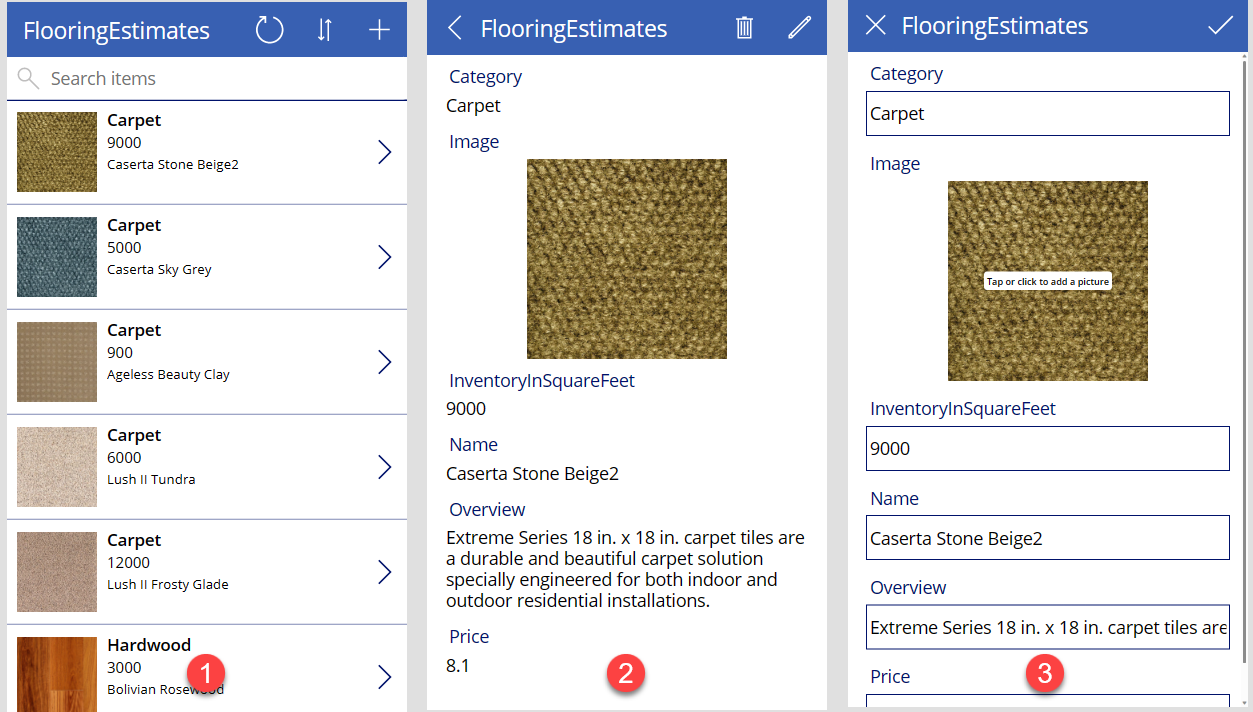 FlooringEstimates
Search items
Carpet
9000
Caserta Stone Beige2
Carpet
5000
Caserta Sky Grey
Carpet
900
Ageless Beauty Clay
Carpet
6000
Lush II Tundra
Carpet
12000
Lush II Frosty Glade
Hardwood
3000
Bolivian Rosewood
1
FlooringEstimates
Category
Carpet
Image
InventoryInSquareFeet
9000
Name
Caserta Stone Beige2
Overview
Extreme Series 18 in. x 18 in. carpet tiles are
a durable and beautiful carpet solution
specially engineered for both indoor and
outdoor residential installations.
Price
8.1
2
FlooringEstimates
Category
Carpet
Image
Tap or click to add a picture
InventoryInSquareFeet
9000
Name
Caserta Stone Beige2
Overview
Extreme Series 18 in. x 18 in. carpet tiles are
Price
3